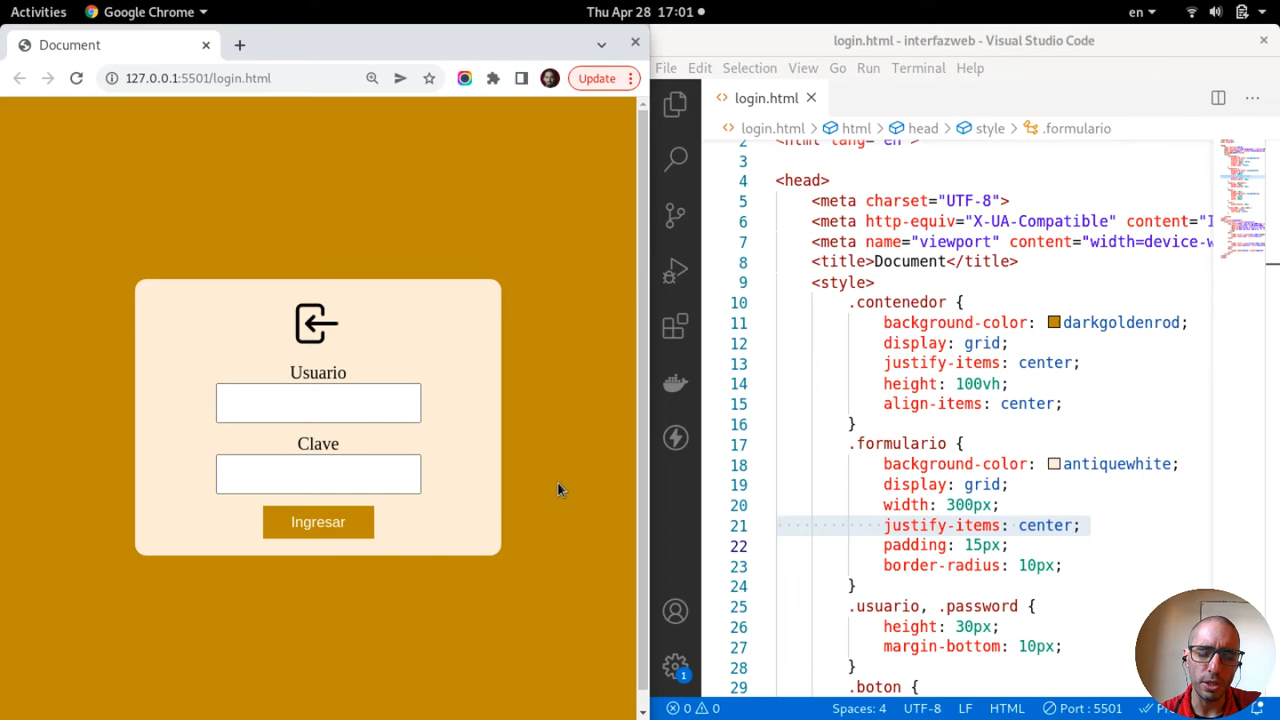 Activities Google Chrome Thu Apr 28 17:01 en
Document
127.0.0.1:5501/login.html Update
Usuario
Clave
Ingresar
login.html - interfazweb - Visual Studio Code
File Edit Selection View Go Run Terminal Help
login.html
login.html > html > head > style > .formulario
2 <html lang="en">
3
4 <head>
5 <meta charset="UTF-8">
6 <meta http-equiv="X-UA-Compatible" content="I
7 <meta name="viewport" content="width=device-w
8 <title>Document</title>
9 <style>
10 .contenedor {
11 background-color: darkgoldenrod;
12 display: grid;
13 justify-items: center;
14 height: 100vh;
15 align-items: center;
16 }
17 .formulario {
18 background-color: antiquewhite;
19 display: grid;
20 width: 300px;
21 justify-items: center;
22 padding: 15px;
23 border-radius: 10px;
24 }
25 .usuario, .password {
26 height: 30px;
27 margin-bottom: 10px;
28 }
29 .boton {
1
0 0 Spaces: 4 UTF-8 LF HTML Port : 5501